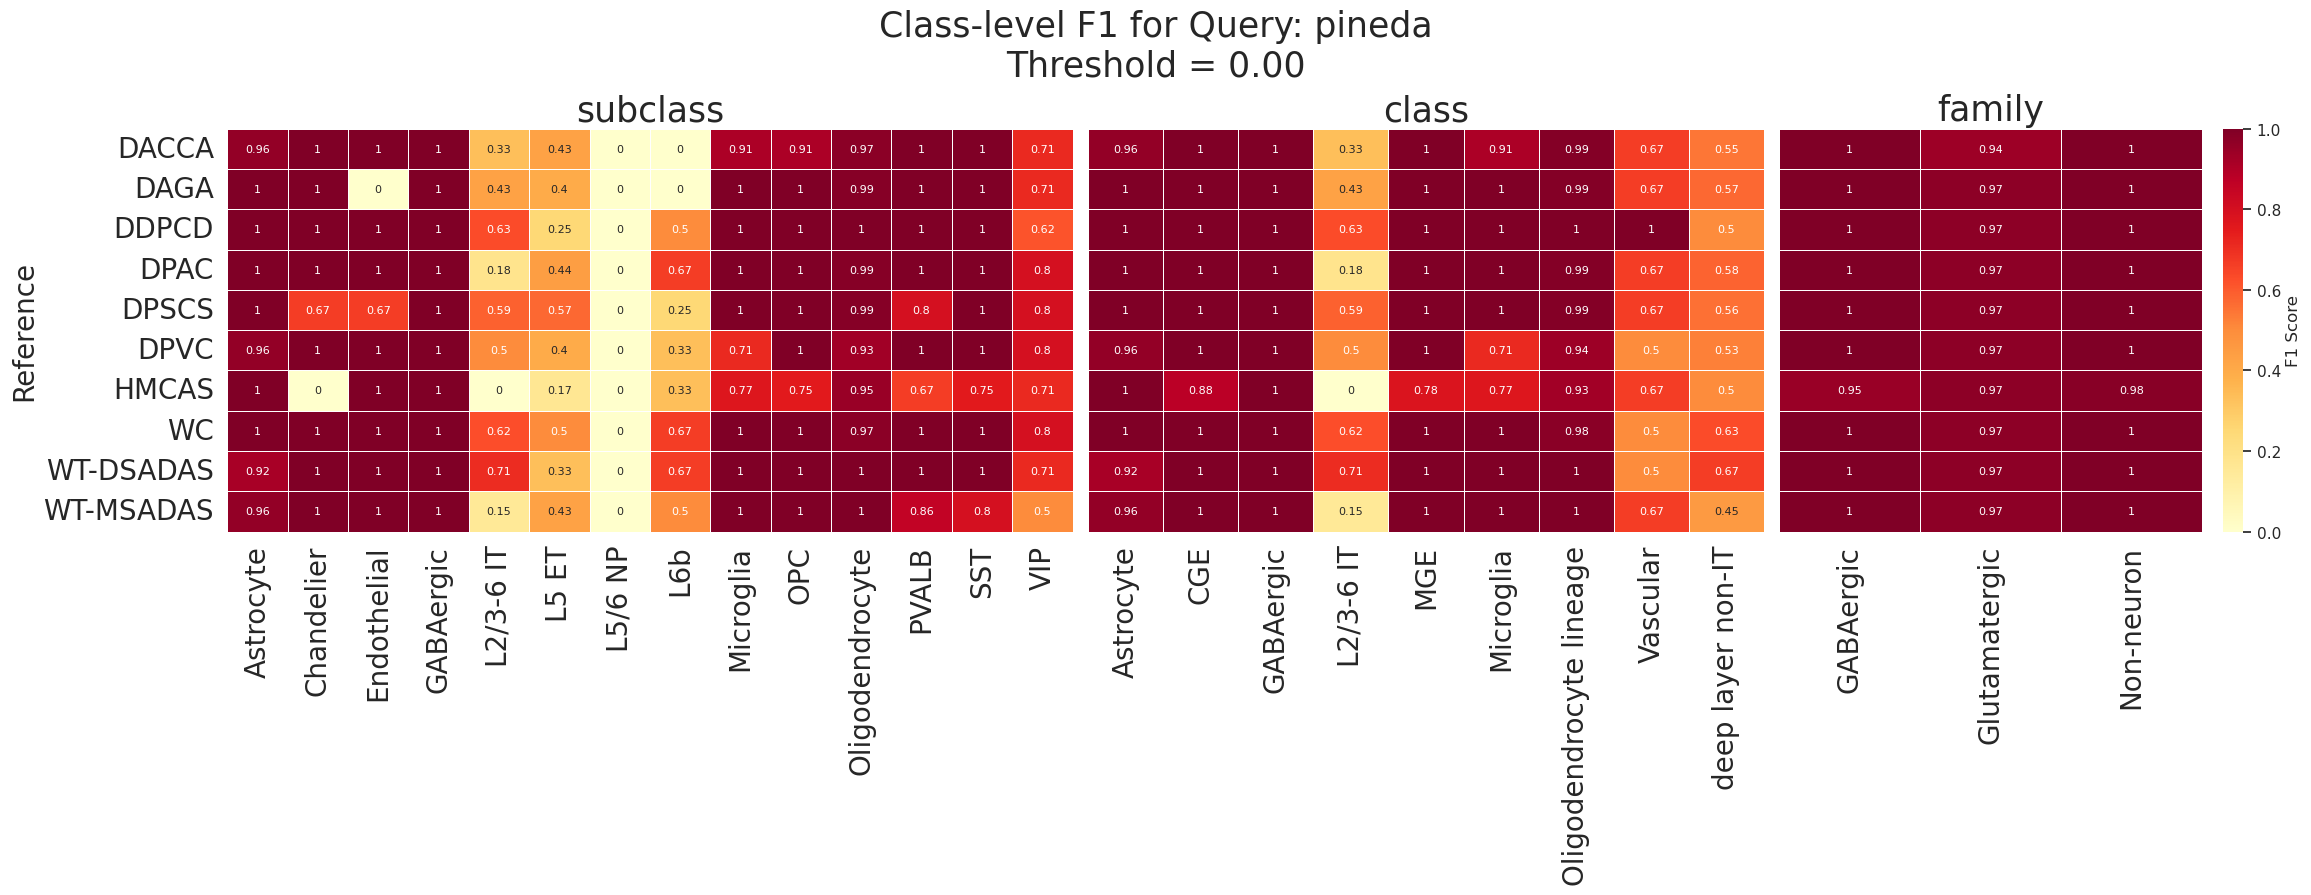 Class-level F1 for Query: pineda
Threshold = 0.00
subclass class family
Reference
DACCA 0.96 1 1 1 0.33 0.43 0 0 0.91 0.91 0.97 1 1 0.71 0.96 1 1 0.33 1 0.91 0.99 0.67 0.55 1 0.94 1
DAGA 1 1 0 1 0.43 0.4 0 0 1 1 0.99 1 1 0.71 1 1 1 0.43 1 1 0.99 0.67 0.57 1 0.97 1
DDPCD 1 1 1 1 0.63 0.25 0 0.5 1 1 1 1 1 0.62 1 1 1 0.63 1 1 1 1 0.5 1 0.97 1
DPAC 1 1 1 1 0.18 0.44 0 0.67 1 1 0.99 1 1 0.8 1 1 1 0.18 1 1 0.99 0.67 0.58 1 0.97 1
DPSCS 1 0.67 0.67 1 0.59 0.57 0 0.25 1 1 0.99 0.8 1 0.8 1 1 1 0.59 1 1 0.99 0.67 0.56 1 0.97 1
DPVC 0.96 1 1 1 0.5 0.4 0 0.33 0.71 1 0.93 1 1 0.8 0.96 1 1 0.5 1 0.71 0.94 0.5 0.53 1 0.97 1
HMCAS 1 0 1 1 0 0.17 0 0.33 0.77 0.75 0.95 0.67 0.75 0.71 1 0.88 1 0 0.78 0.77 0.93 0.67 0.5 0.95 0.97 0.98
WC 1 1 1 1 0.62 0.5 0 0.67 1 1 0.97 1 1 0.8 1 1 1 0.62 1 1 0.98 0.5 0.63 1 0.97 1
WT-DSADAS 0.92 1 1 1 0.71 0.33 0 0.67 1 1 1 1 1 0.71 0.92 1 1 0.71 1 1 1 0.5 0.67 1 0.97 1
WT-MSADAS 0.96 1 1 1 0.15 0.43 0 0.5 1 1 1 0.86 0.8 0.5 0.96 1 1 0.15 1 1 1 0.67 0.45 1 0.97 1
Astrocyte
Chandelier
Endothelial
GABAergic
L2/3-6 IT
L5 ET
L5/6 NP
L6b
Microglia
OPC
Oligodendrocyte
PVALB
SST
VIP
Astrocyte
CGE
GABAergic
L2/3-6 IT
MGE
Microglia
Oligodendrocyte lineage
Vascular
deep layer non-IT
GABAergic
Glutamatergic
Non-neuron
1.0
0.8
0.6
0.4
0.2
0.0
F1 Score